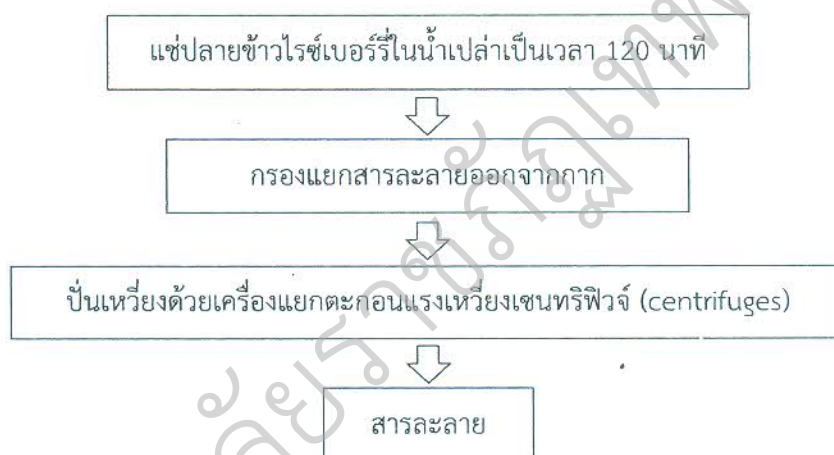 แช่ปลายข้าวไรซ์เบอร์รี่ในน้ำเปล่าเป็นเวลา 120 นาที
กรองแยกสารละลายออกจากกาก
ปั่นเหวี่ยงด้วยเครื่องแยกตะกอนแรงเหวี่ยงเซนทริฟิวจ์ (centrifuges)
สารละลาย